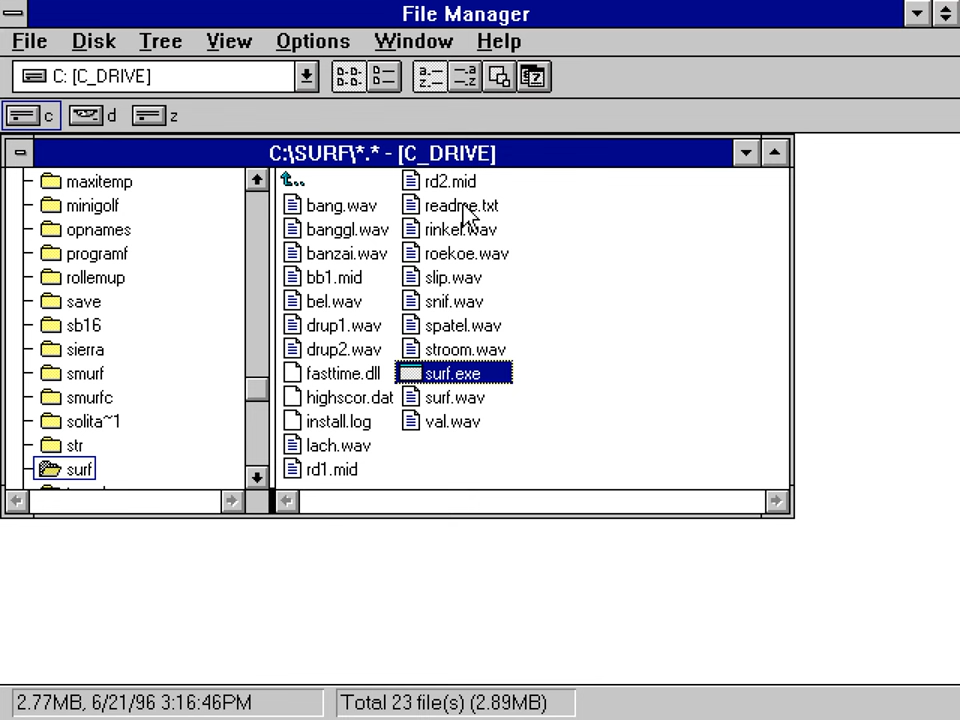 File Manager
File Disk Tree View Options Window Help
C: [C_DRIVE]
c d z
C:\SURF\*.* - [C_DRIVE]
maxitemp
minigolf
opnames
programf
rollemup
save
sb16
sierra
smurf
smurfc
solita~1
str
surf
..
bang.wav
banggl.wav
banzai.wav
bb1.mid
bel.wav
drup1.wav
drup2.wav
fasttime.dll
highscor.dat
install.log
lach.wav
rd1.mid
rd2.mid
readme.txt
rinkel.wav
roekoe.wav
slip.wav
snif.wav
spatel.wav
stroom.wav
surf.exe
surf.wav
val.wav
2.77MB, 6/21/96 3:16:46PM
Total 23 file(s) (2.89MB)